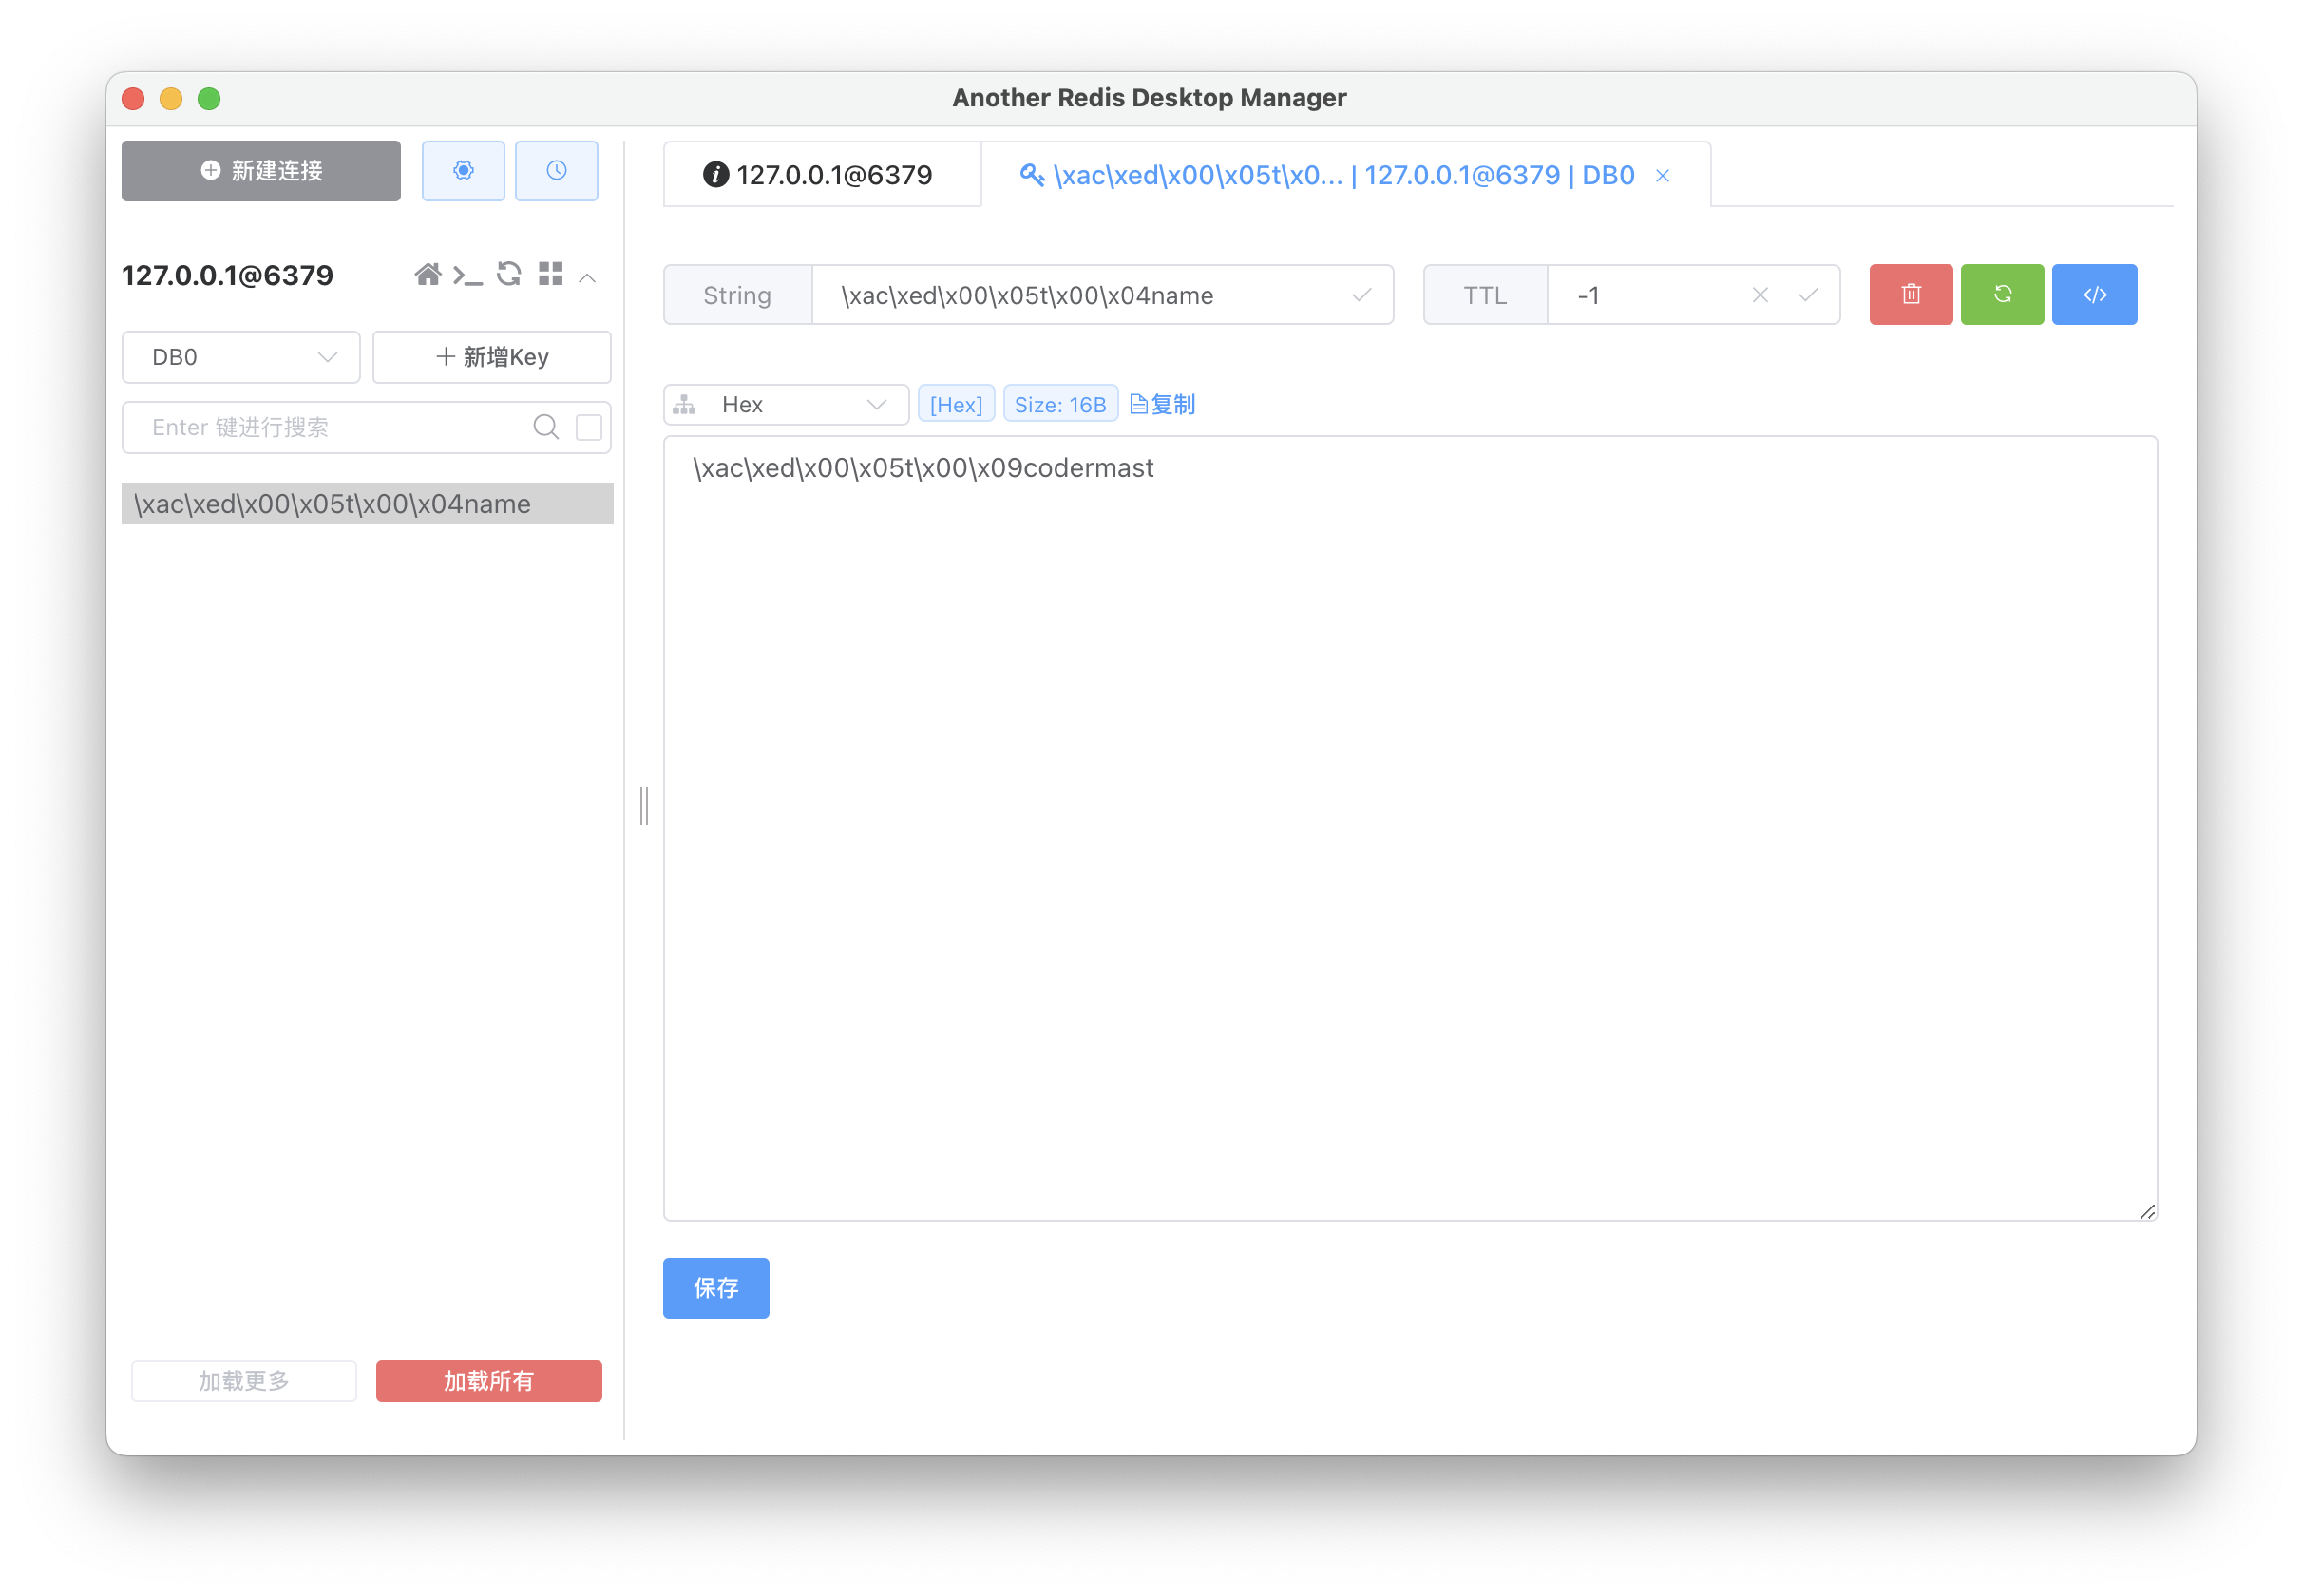 Another Redis Desktop Manager
新建连接
127.0.0.1@6379
\xac\xed\x00\x05t\x0... | 127.0.0.1@6379 | DB0
127.0.0.1@6379
String
\xac\xed\x00\x05t\x00\x04name
TTL
-1
DB0
新增Key
Hex
[Hex]
Size: 16B
复制
Enter 键进行搜索
\xac\xed\x00\x05t\x00\x09codermast
\xac\xed\x00\x05t\x00\x04name
保存
加载更多
加载所有